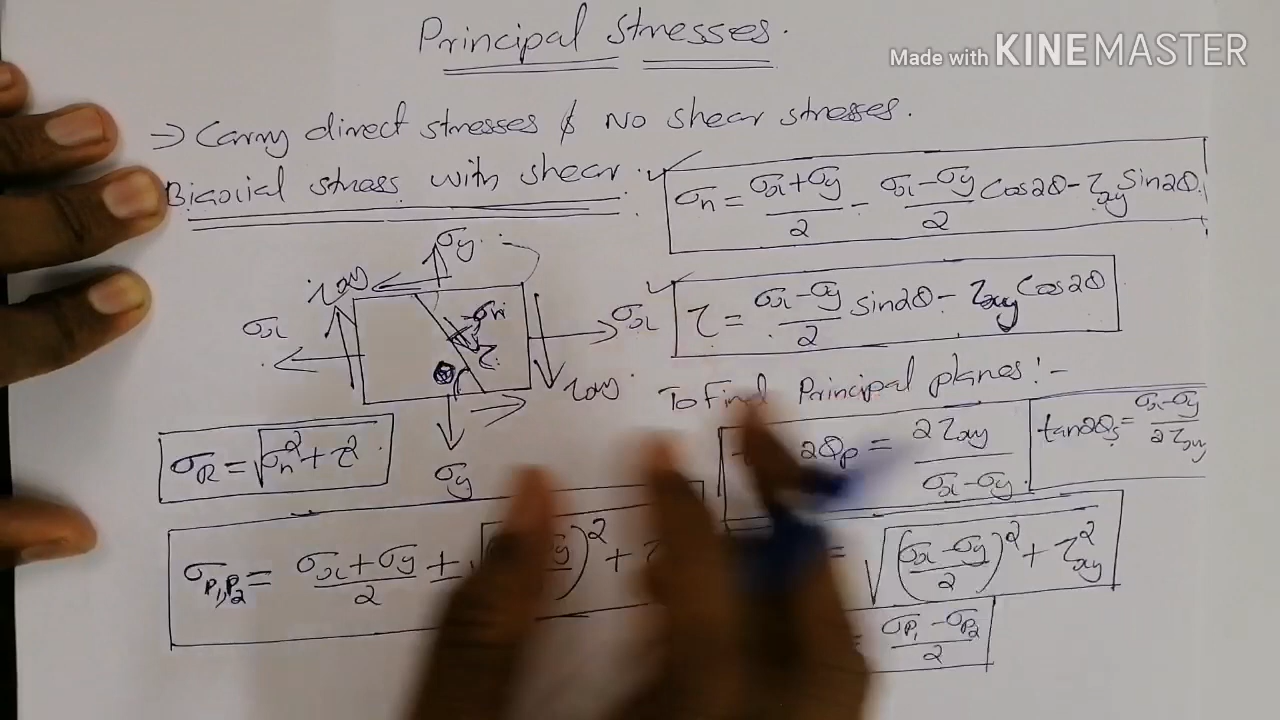 Principal Stresses.
Made with KINEMASTER
→ Carry direct stresses & No shear stresses.
Biaxial stress with shear.
✓ σn = (σx+σy)/2 - (σx-σy)/2 Cos2θ - τxy Sin2θ.
✓ τ = (σx-σy)/2 sin2θ - τxy Cos2θ
σy
τxy
σx
σn
σx
τ
θ
τxy
σy
To Find Principal planes:-
2θp = 2τxy/(σx-σy)
tan2θs = (σx-σy)/2τxy
σR = √(σn²+τ²)
σP1,P2 = (σx+σy)/2 ± √( y)² + τ
= √((σx-σy)/2)² + τ²xy
= (σP1-σP2)/2